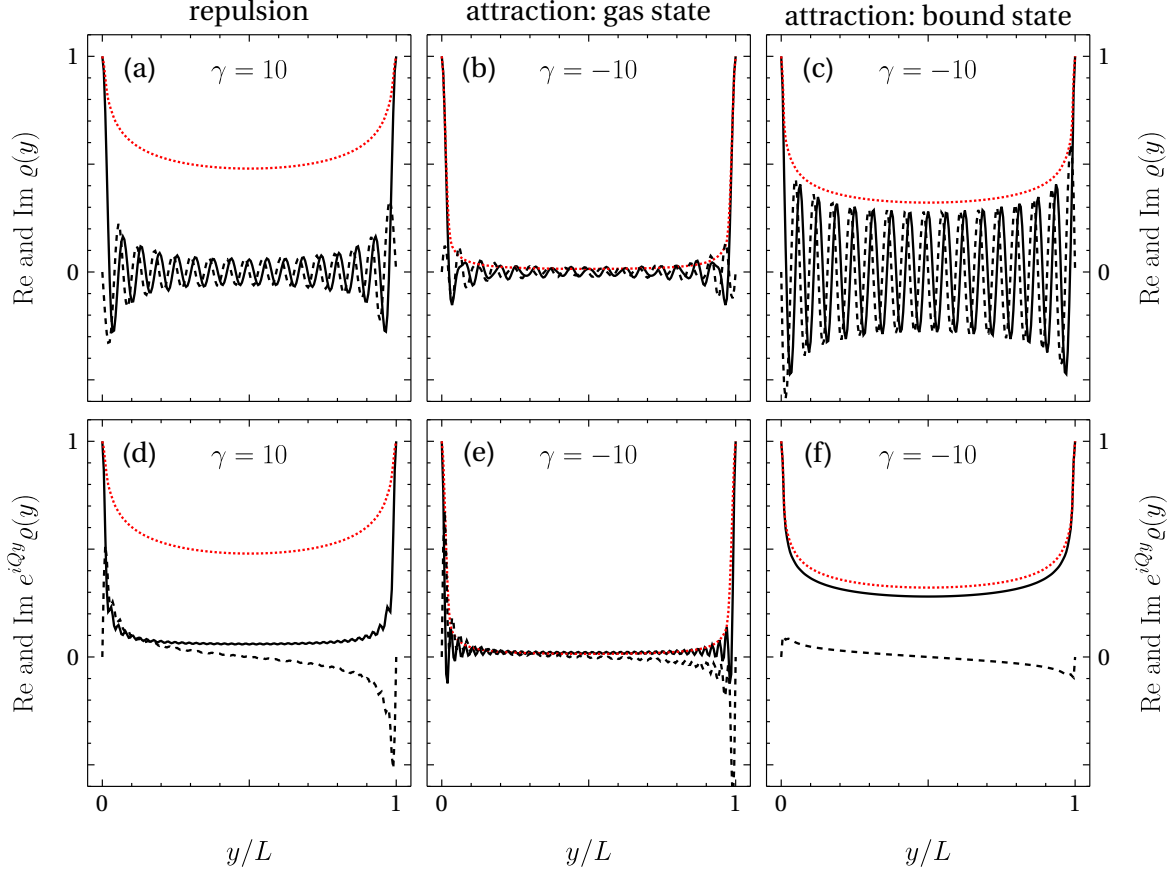 repulsion
attraction: gas state
attraction: bound state
1
(a)
γ = 10
(b)
γ = −10
(c)
γ = −10
1
Re and Im ϱ(y)
0
0
Re and Im ϱ(y)
1
(d)
γ = 10
(e)
γ = −10
(f)
γ = −10
1
Re and Im e^{iQy}ϱ(y)
0
0
Re and Im e^{iQy}ϱ(y)
0
1
0
1
0
1
y/L
y/L
y/L